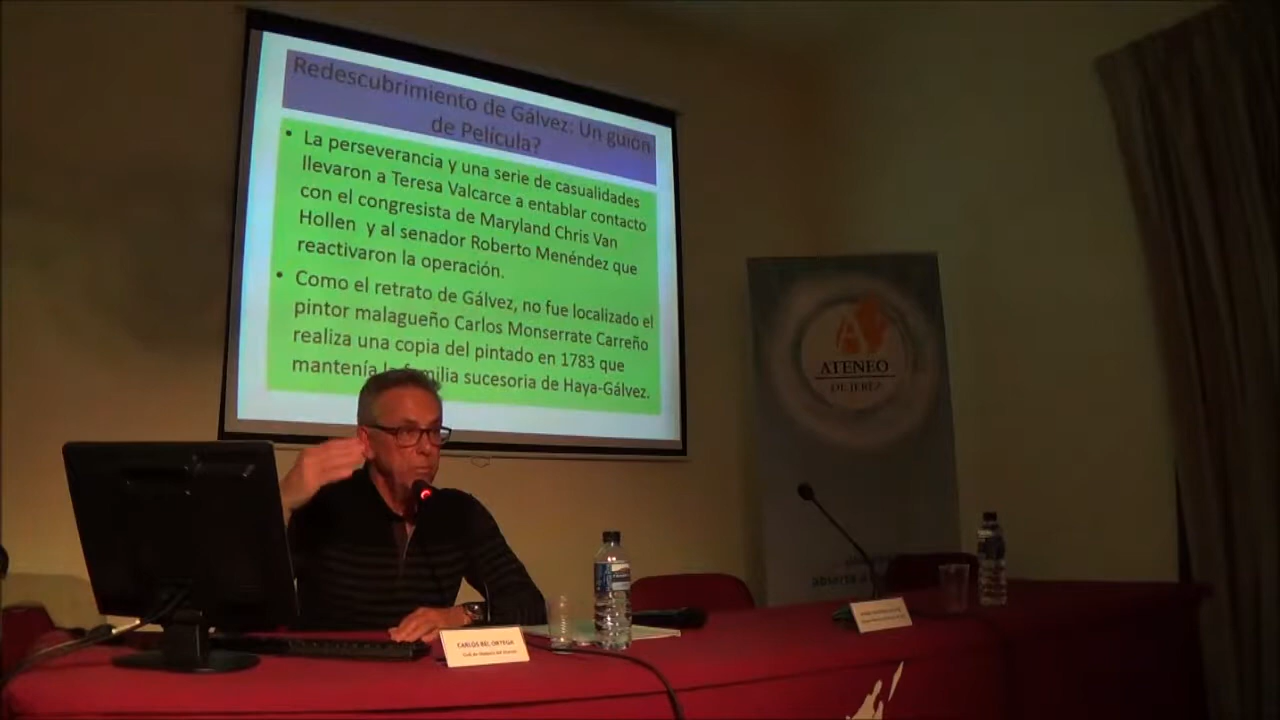 Redescubrimiento de Gálvez: Un guion
de Película?
• La perseverancia y una serie de casualidades
llevaron a Teresa Valcarce a entablar contacto
con el congresista de Maryland Chris Van
Hollen y al senador Roberto Menéndez que
reactivaron la operación.
• Como el retrato de Gálvez, no fue localizado el
pintor malagueño Carlos Monserrate Carreño
realiza una copia del pintado en 1783 que
mantenía la familia sucesoria de Haya-Gálvez.
A
ATENEO
DE JEREZ
CARLOS BEL ORTEGA